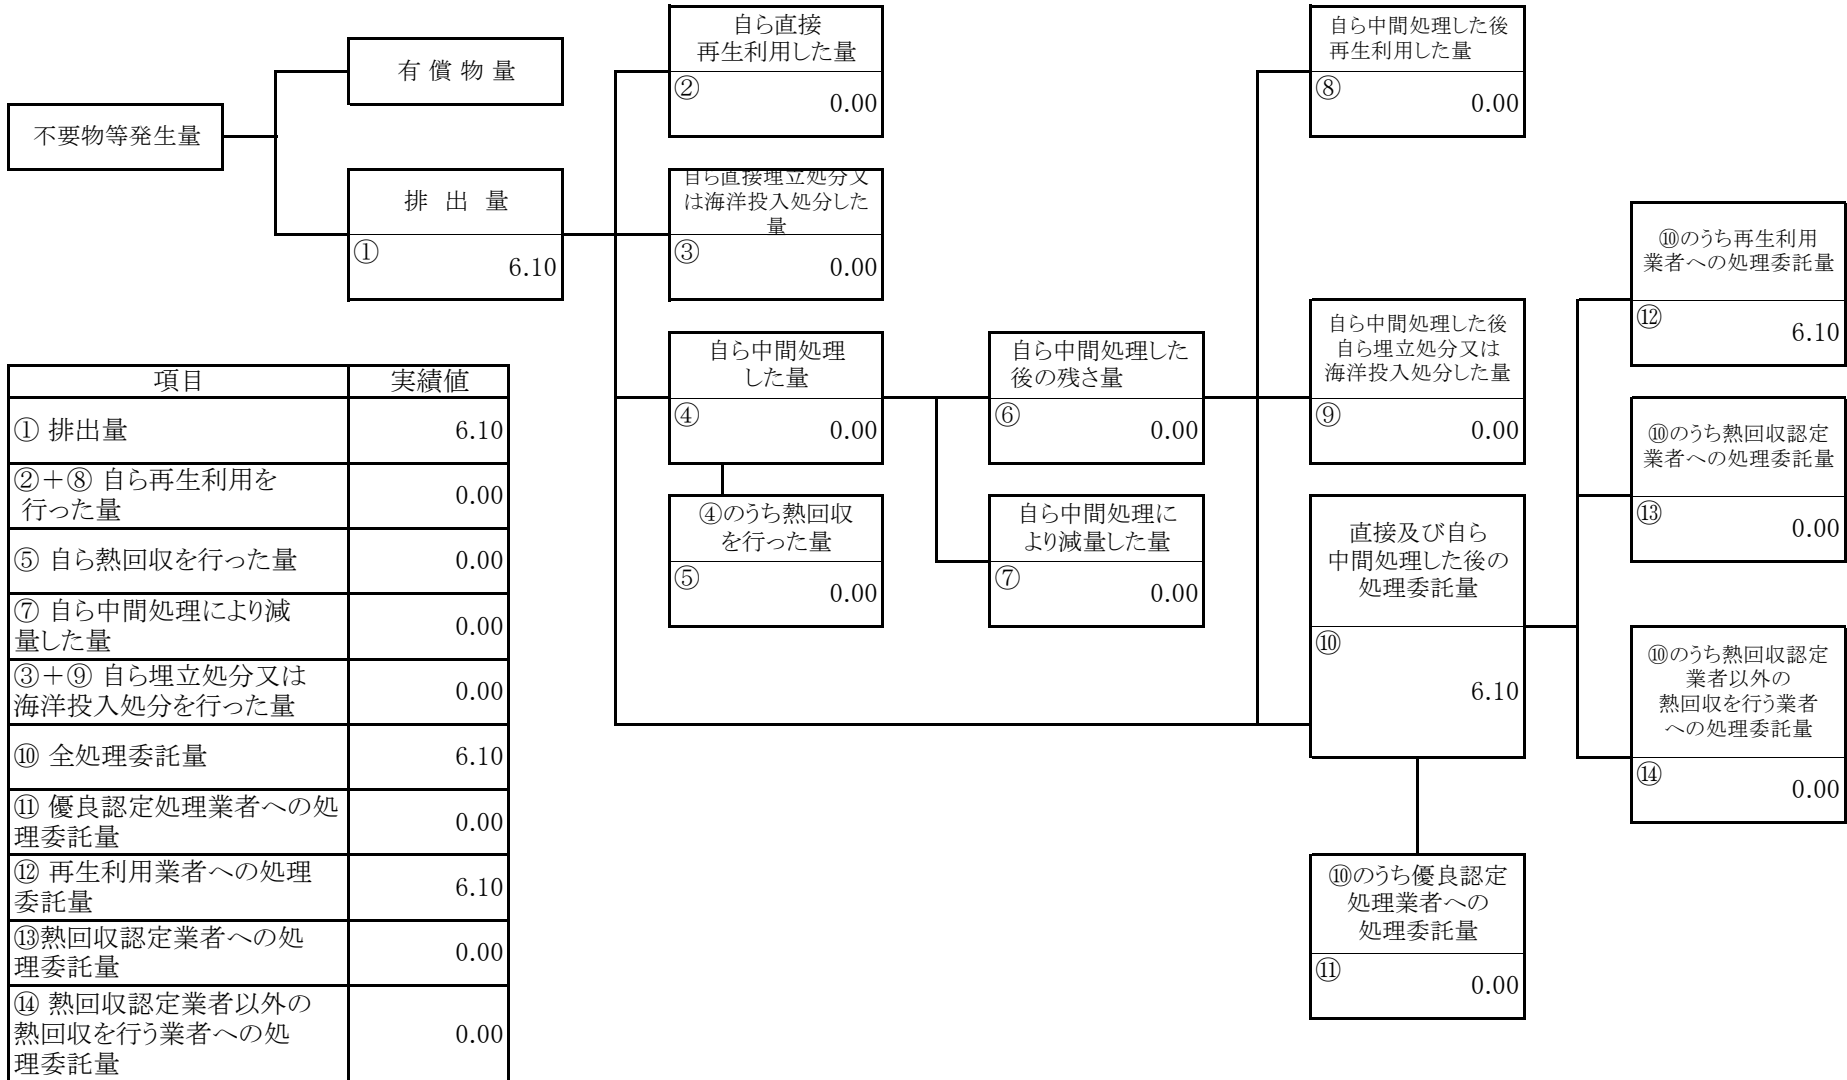 不要物等発生量
有 償 物 量
排 出 量
①
6.10
自ら直接
再生利用した量
②
0.00
自ら直接埋立処分又
は海洋投入処分した
量
③
0.00
自ら中間処理
した量
④
0.00
④のうち熱回収
を行った量
⑤
0.00
自ら中間処理した
後の残さ量
⑥
0.00
自ら中間処理に
より減量した量
⑦
0.00
自ら中間処理した後
再生利用した量
⑧
0.00
自ら中間処理した後
自ら埋立処分又は
海洋投入処分した量
⑨
0.00
直接及び自ら
中間処理した後の
処理委託量
⑩
6.10
⑩のうち優良認定
処理業者への
処理委託量
⑪
0.00
⑩のうち再生利用
業者への処理委託量
⑫
6.10
⑩のうち熱回収認定
業者への処理委託量
⑬
0.00
⑩のうち熱回収認定
業者以外の
熱回収を行う業者
への処理委託量
⑭
0.00
項目 実績値
① 排出量 6.10
②＋⑧ 自ら再生利用を
行った量 0.00
⑤ 自ら熱回収を行った量 0.00
⑦ 自ら中間処理により減
量した量 0.00
③＋⑨ 自ら埋立処分又は
海洋投入処分を行った量 0.00
⑩ 全処理委託量 6.10
⑪ 優良認定処理業者への処
理委託量 0.00
⑫ 再生利用業者への処理
委託量 6.10
⑬熱回収認定業者への処
理委託量 0.00
⑭ 熱回収認定業者以外の
熱回収を行う業者への処
理委託量 0.00